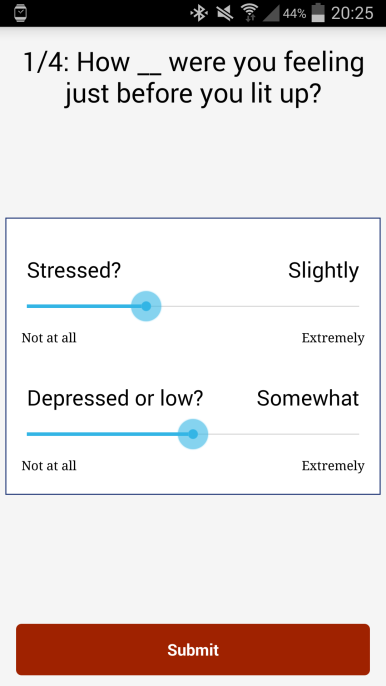 44% 20:25
1/4: How __ were you feeling
just before you lit up?
Stressed? Slightly
Not at all Extremely
Depressed or low? Somewhat
Not at all Extremely
Submit